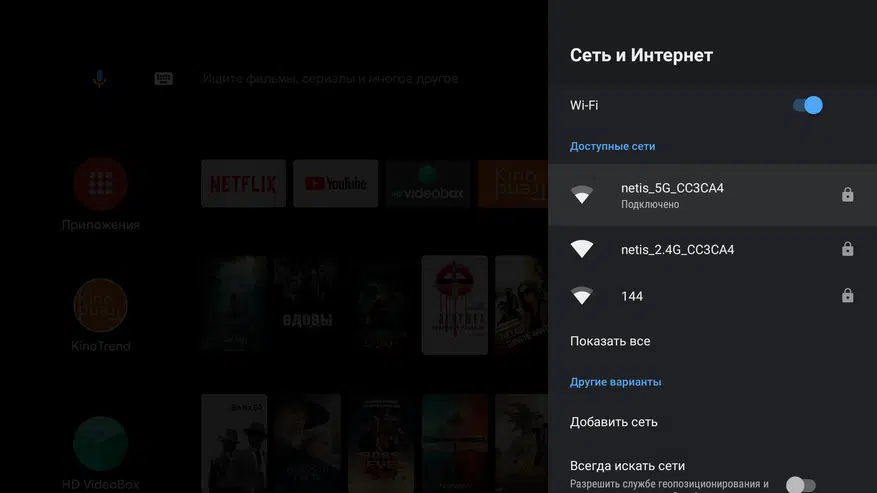 Ищите фильмы, сериалы и многое другое
NETFLIX
YouTube
videobox
Kino
Приложения
KinoTrend
ВДОВЫ
HD VideoBox
Сеть и Интернет
Wi-Fi
Доступные сети
netis_5G_CC3CA4
Подключено
netis_2.4G_CC3CA4
144
Показать все
Другие варианты
Добавить сеть
Всегда искать сети
Разрешить службе геопозиционирования и